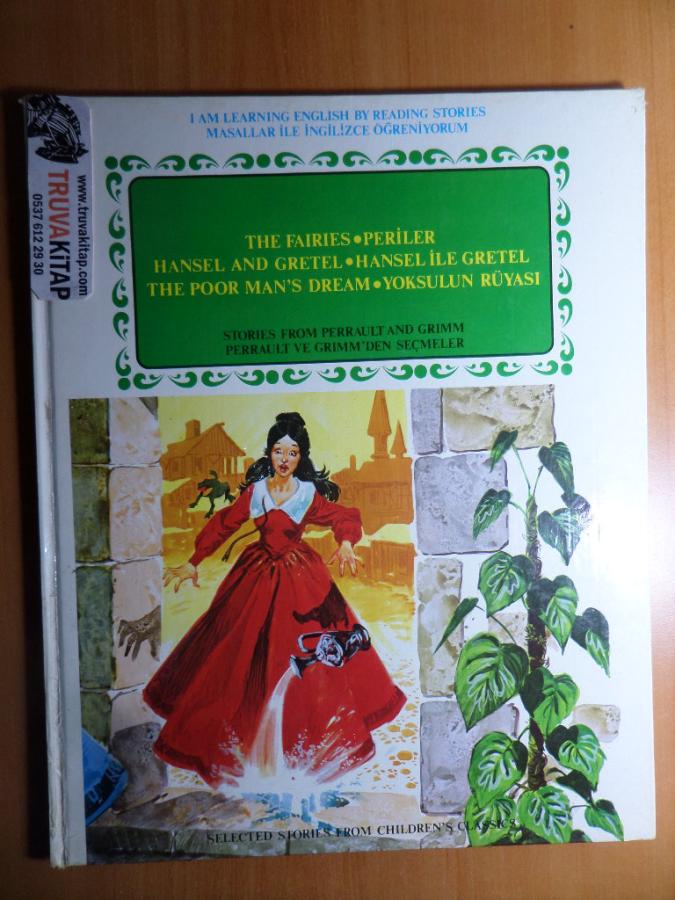 I AM LEARNING ENGLISH BY READING STORIES
MASALLAR İLE İNGİLİZCE ÖĞRENİYORUM
www.truvakitap.com
TRUVAKİTAP
0537 612 29 30
THE FAIRIES•PERİLER
HANSEL AND GRETEL•HANSEL İLE GRETEL
THE POOR MAN'S DREAM•YOKSULUN RÜYASI
STORIES FROM PERRAULT AND GRIMM
PERRAULT VE GRIMM'DEN SEÇMELER
SELECTED STORIES FROM CHILDREN'S CLASSICS